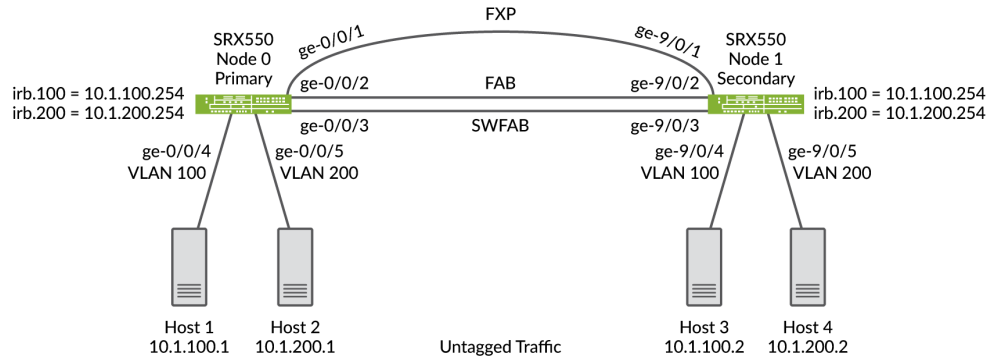 FXP
ge-0/0/1
ge-9/0/1
SRX550
Node 0
Primary
SRX550
Node 1
Secondary
ge-0/0/2
FAB
ge-9/0/2
irb.100 = 10.1.100.254
irb.200 = 10.1.200.254
irb.100 = 10.1.100.254
irb.200 = 10.1.200.254
ge-0/0/3
SWFAB
ge-9/0/3
ge-0/0/4
VLAN 100
ge-0/0/5
VLAN 200
ge-9/0/4
VLAN 100
ge-9/0/5
VLAN 200
Host 1
10.1.100.1
Host 2
10.1.200.1
Untagged Traffic
Host 3
10.1.100.2
Host 4
10.1.200.2